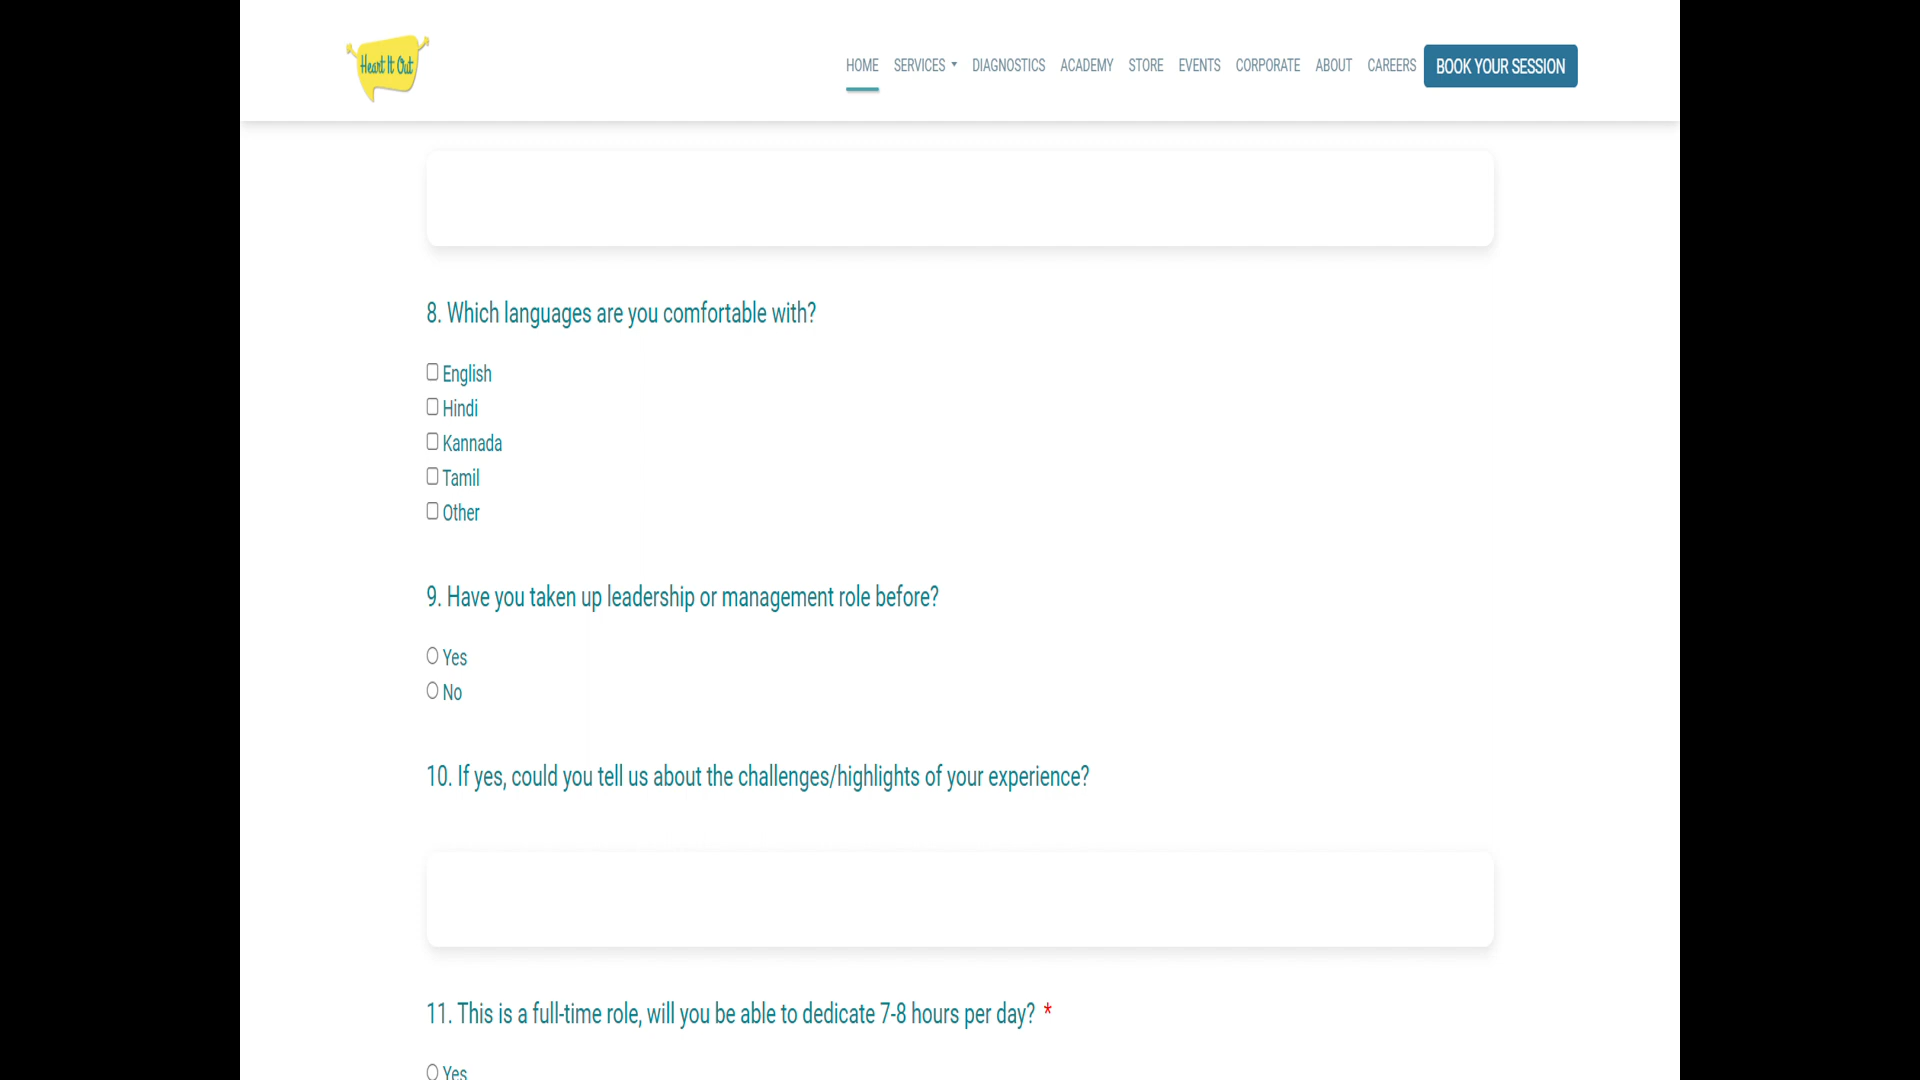 Heart It Out
HOME SERVICES DIAGNOSTICS ACADEMY STORE EVENTS CORPORATE ABOUT CAREERS BOOK YOUR SESSION
8. Which languages are you comfortable with?
English
Hindi
Kannada
Tamil
Other
9. Have you taken up leadership or management role before?
Yes
No
10. If yes, could you tell us about the challenges/highlights of your experience?
11. This is a full-time role, will you be able to dedicate 7-8 hours per day? *
Yes